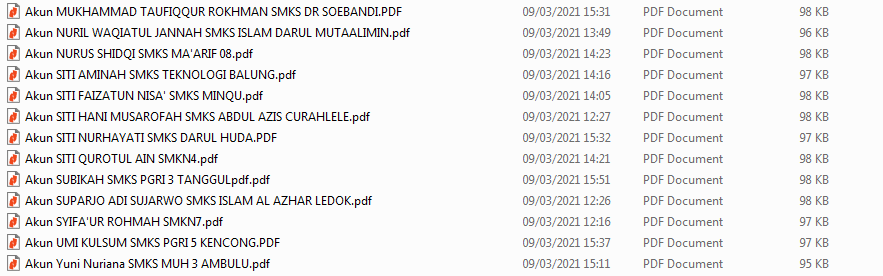 Akun MUKHAMMAD TAUFIQQUR ROKHMAN SMKS DR SOEBANDI.PDF 09/03/2021 15:31 PDF Document 98 KB
Akun NURIL WAQIATUL JANNAH SMKS ISLAM DARUL MUTAALIMIN.pdf 09/03/2021 13:49 PDF Document 96 KB
Akun NURUS SHIDQI SMKS MA'ARIF 08.pdf 09/03/2021 14:23 PDF Document 98 KB
Akun SITI AMINAH SMKS TEKNOLOGI BALUNG.pdf 09/03/2021 14:16 PDF Document 97 KB
Akun SITI FAIZATUN NISA' SMKS MINQU.pdf 09/03/2021 14:05 PDF Document 98 KB
Akun SITI HANI MUSAROFAH SMKS ABDUL AZIS CURAHLELE.pdf 09/03/2021 12:27 PDF Document 98 KB
Akun SITI NURHAYATI SMKS DARUL HUDA.PDF 09/03/2021 15:32 PDF Document 97 KB
Akun SITI QUROTUL AIN SMKN4.pdf 09/03/2021 14:21 PDF Document 98 KB
Akun SUBIKAH SMKS PGRI 3 TANGGULpdf.pdf 09/03/2021 15:51 PDF Document 98 KB
Akun SUPARJO ADI SUJARWO SMKS ISLAM AL AZHAR LEDOK.pdf 09/03/2021 12:26 PDF Document 98 KB
Akun SYIFA'UR ROHMAH SMKN7.pdf 09/03/2021 12:16 PDF Document 97 KB
Akun UMI KULSUM SMKS PGRI 5 KENCONG.PDF 09/03/2021 15:37 PDF Document 97 KB
Akun Yuni Nuriana SMKS MUH 3 AMBULU.pdf 09/03/2021 15:11 PDF Document 95 KB